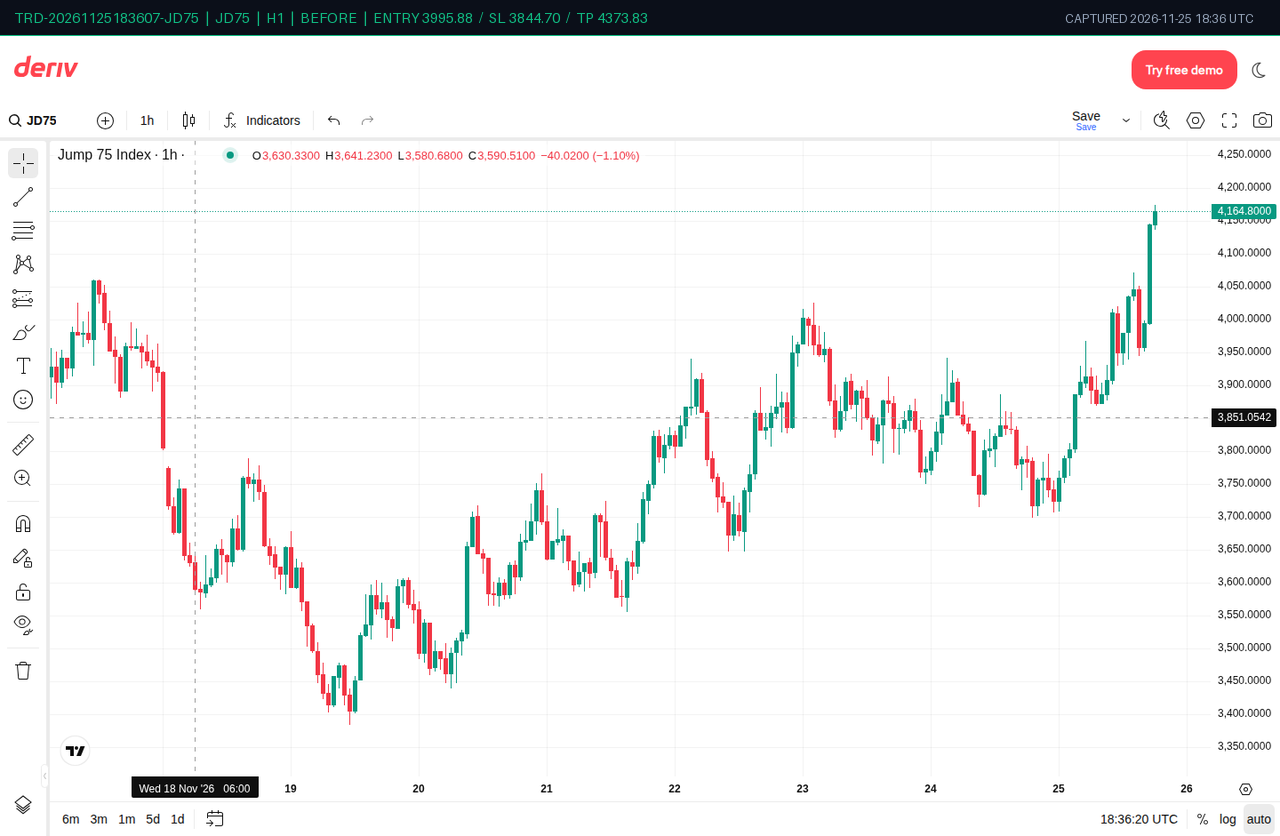 TRD-20261125183607-JD75 | JD75 | H1 | BEFORE | ENTRY 3995.88 / SL 3844.70 / TP 4373.83
CAPTURED 2026-11-25 18:36 UTC
deriv
Try free demo
JD75
1h
Indicators
Save
Save
Jump 75 Index · 1h ·
O3,630.3300 H3,641.2300 L3,580.6800 C3,590.5100 −40.0200 (−1.10%)
4,250.0000
4,200.0000
4,164.8000
4,150.0000
4,100.0000
4,050.0000
4,000.0000
3,950.0000
3,900.0000
3,851.0542
3,800.0000
3,750.0000
3,700.0000
3,650.0000
3,600.0000
3,550.0000
3,500.0000
3,450.0000
3,400.0000
3,350.0000
Wed 18 Nov '26 06:00
19
20
21
22
23
24
25
26
6m
3m
1m
5d
1d
18:36:20 UTC
%
log
auto